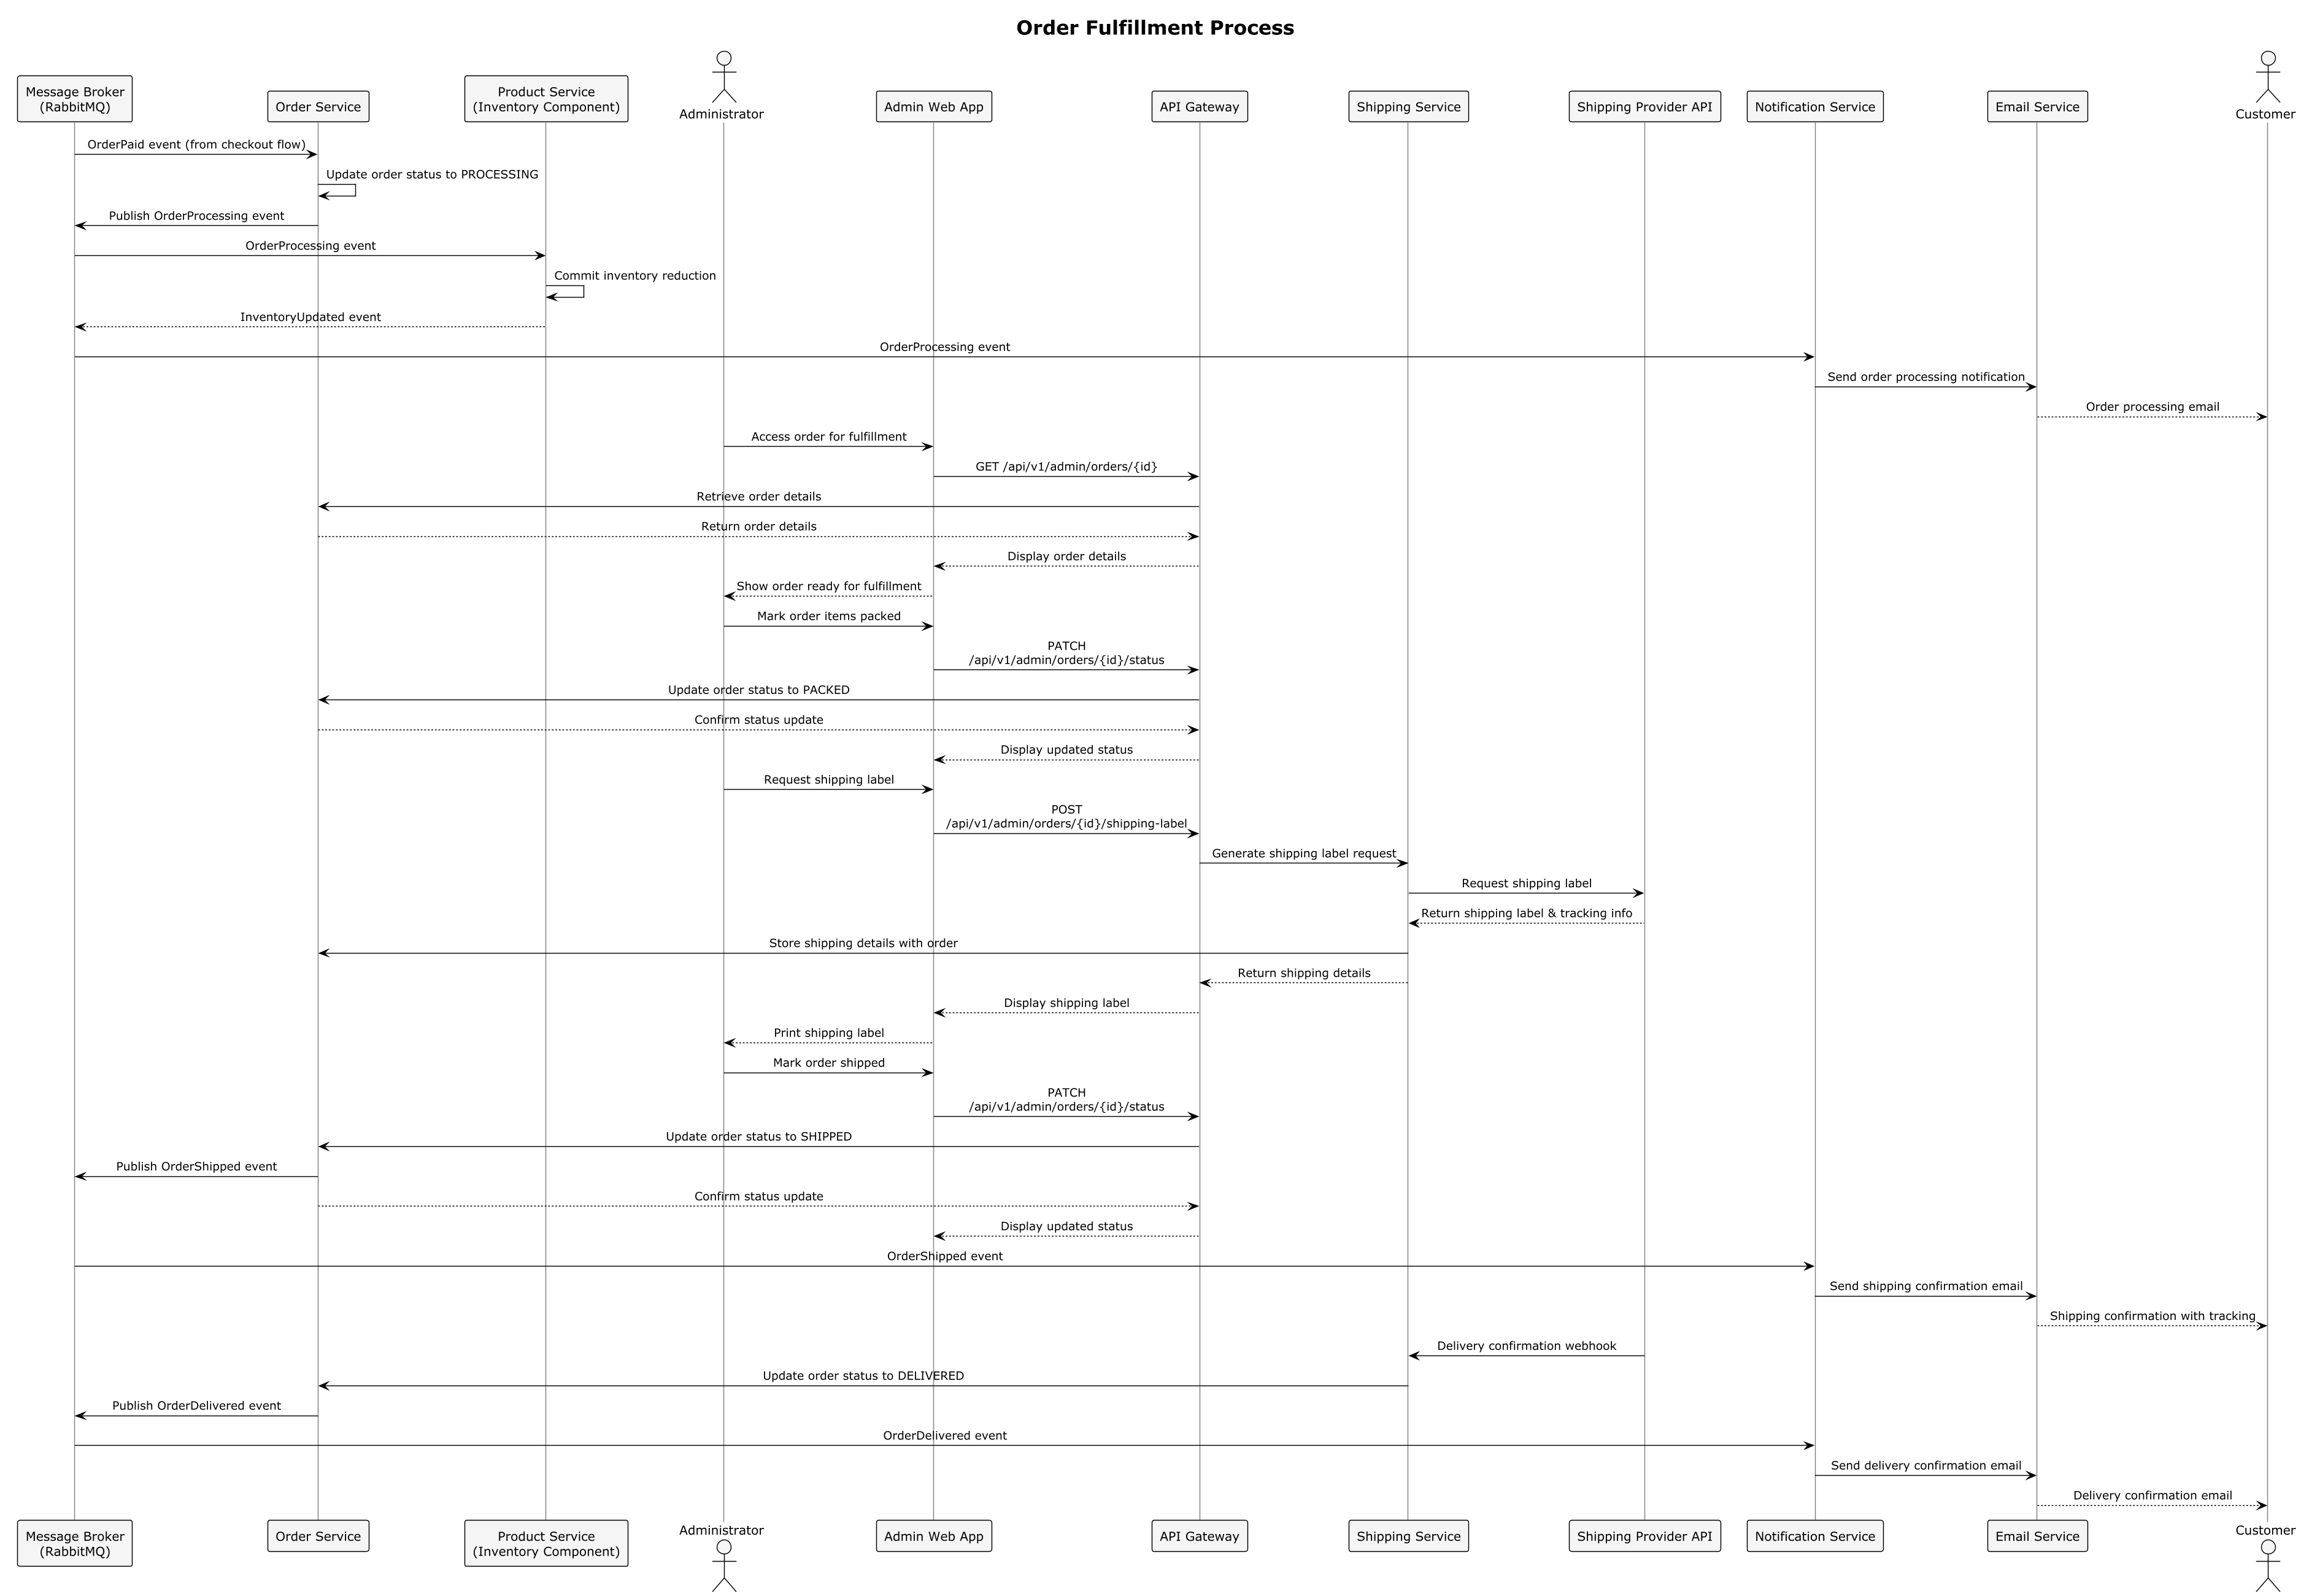 Order Fulfillment Process
Message Broker
(RabbitMQ)
Order Service
Product Service
(Inventory Component)
Administrator
Admin Web App
API Gateway
Shipping Service
Shipping Provider API
Notification Service
Email Service
Customer
OrderPaid event (from checkout flow)
Update order status to PROCESSING
Publish OrderProcessing event
OrderProcessing event
Commit inventory reduction
InventoryUpdated event
OrderProcessing event
Send order processing notification
Order processing email
Access order for fulfillment
GET /api/v1/admin/orders/{id}
Retrieve order details
Return order details
Display order details
Show order ready for fulfillment
Mark order items packed
PATCH
/api/v1/admin/orders/{id}/status
Update order status to PACKED
Confirm status update
Display updated status
Request shipping label
POST
/api/v1/admin/orders/{id}/shipping-label
Generate shipping label request
Request shipping label
Return shipping label & tracking info
Store shipping details with order
Return shipping details
Display shipping label
Print shipping label
Mark order shipped
PATCH
/api/v1/admin/orders/{id}/status
Update order status to SHIPPED
Publish OrderShipped event
Confirm status update
Display updated status
OrderShipped event
Send shipping confirmation email
Shipping confirmation with tracking
Delivery confirmation webhook
Update order status to DELIVERED
Publish OrderDelivered event
OrderDelivered event
Send delivery confirmation email
Delivery confirmation email
Message Broker
(RabbitMQ)
Order Service
Product Service
(Inventory Component)
Administrator
Admin Web App
API Gateway
Shipping Service
Shipping Provider API
Notification Service
Email Service
Customer